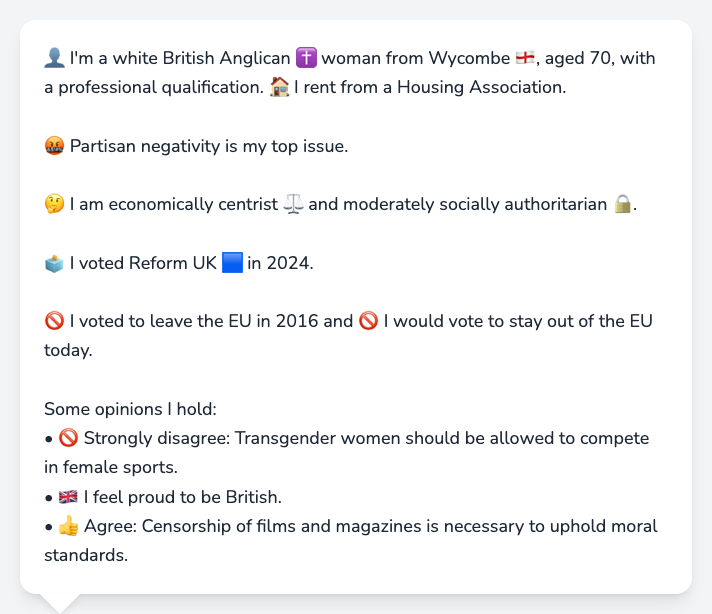 👤 I'm a white British Anglican ✝️ woman from Wycombe 🏴󠁧󠁢󠁥󠁮󠁧󠁿, aged 70, with
a professional qualification. 🏠 I rent from a Housing Association.
🤬 Partisan negativity is my top issue.
🤔 I am economically centrist ⚖️ and moderately socially authoritarian 🔒.
🗳️ I voted Reform UK 🟦 in 2024.
🚫 I voted to leave the EU in 2016 and 🚫 I would vote to stay out of the EU
today.
Some opinions I hold:
• 🚫 Strongly disagree: Transgender women should be allowed to compete
in female sports.
• 🇬🇧 I feel proud to be British.
• 👍 Agree: Censorship of films and magazines is necessary to uphold moral
standards.